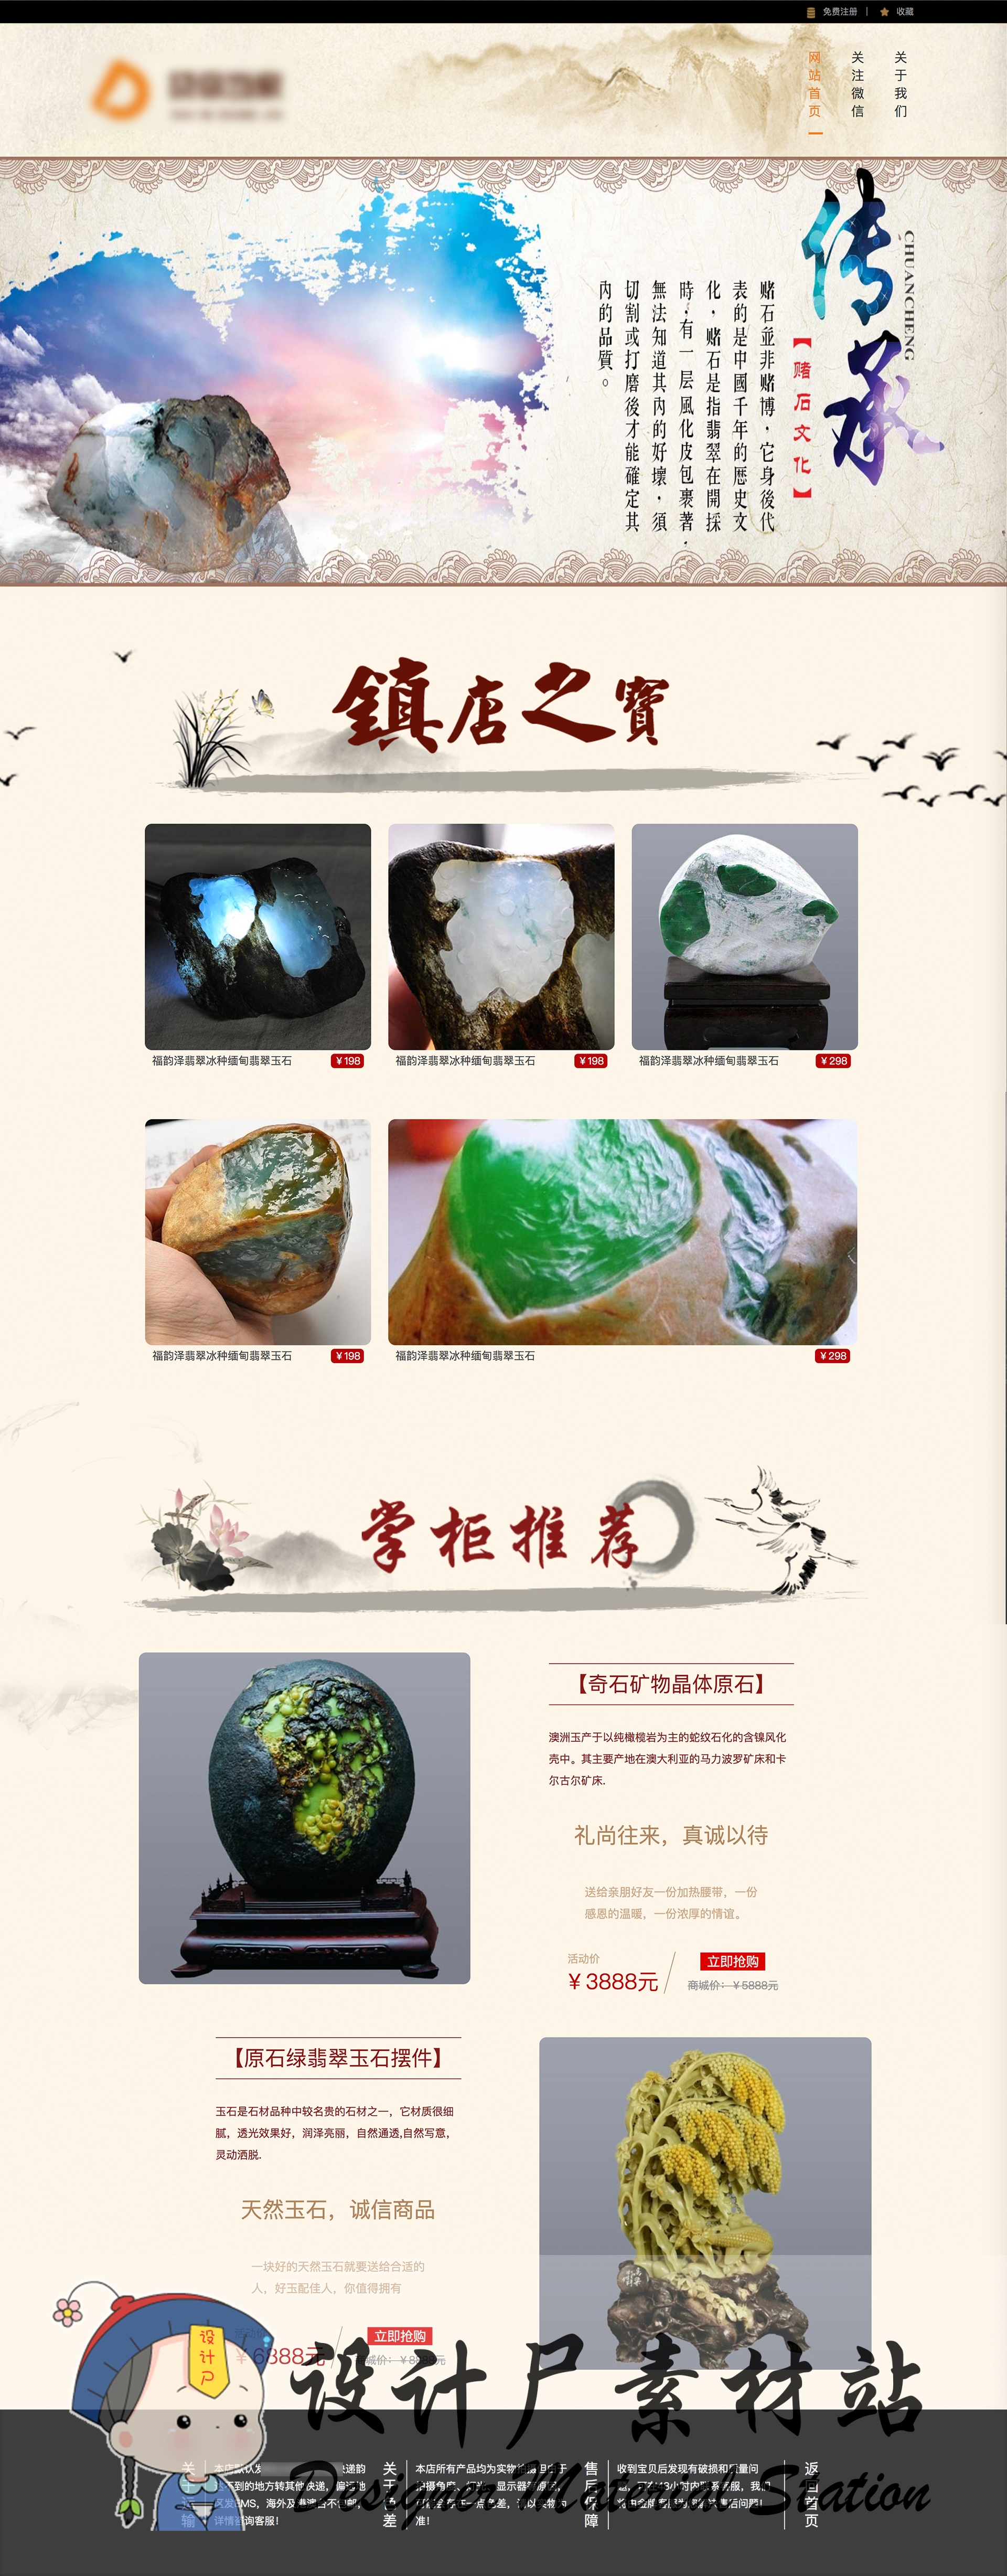 免费注册 | 收藏
网站首页
关注微信
关于我们
传承
CHUANCHENG
【赌石文化】
赌石並非赌博·它身後代
表的是中國千年的歷史文
化·赌石是指翡翠在開採
時·有一层風化皮包裹著·
無法知道其內的好壞·須
切割或打磨後才能確定其
內的品質。
鎮店之寶
福韵泽翡翠冰种缅甸翡翠玉石 ￥198
福韵泽翡翠冰种缅甸翡翠玉石 ￥198
福韵泽翡翠冰种缅甸翡翠玉石 ￥298
福韵泽翡翠冰种缅甸翡翠玉石 ￥198
福韵泽翡翠冰种缅甸翡翠玉石 ￥298
掌柜推荐
【奇石矿物晶体原石】
澳洲玉产于以纯橄榄岩为主的蛇纹石化的含镍风化
壳中。其主要产地在澳大利亚的马力波罗矿床和卡
尔古尔矿床.
礼尚往来，真诚以待
送给亲朋好友一份加热腰带，一份
感恩的温暖，一份浓厚的情谊。
活动价
￥3888元
立即抢购
商城价：￥5888元
【原石绿翡翠玉石摆件】
玉石是石材品种中较名贵的石材之一，它材质很细
腻，透光效果好，润泽亮丽，自然通透,自然写意，
灵动洒脱.
天然玉石，诚信商品
一块好的天然玉石就要送给合适的
人，好玉配佳人，你值得拥有
￥6888元
立即抢购
设计尸
设计尸素材站
Designer Material Station
本店默认发
递韵
不到的地方转其他快递，偏远地
海外及港澳台不包邮，
详情咨询客服！
关于色差
本店所有产品均为实物拍摄但由于
拍摄角度、
显示器
准！
售后保障
收到宝贝后发现有破损和质量问
返回首页